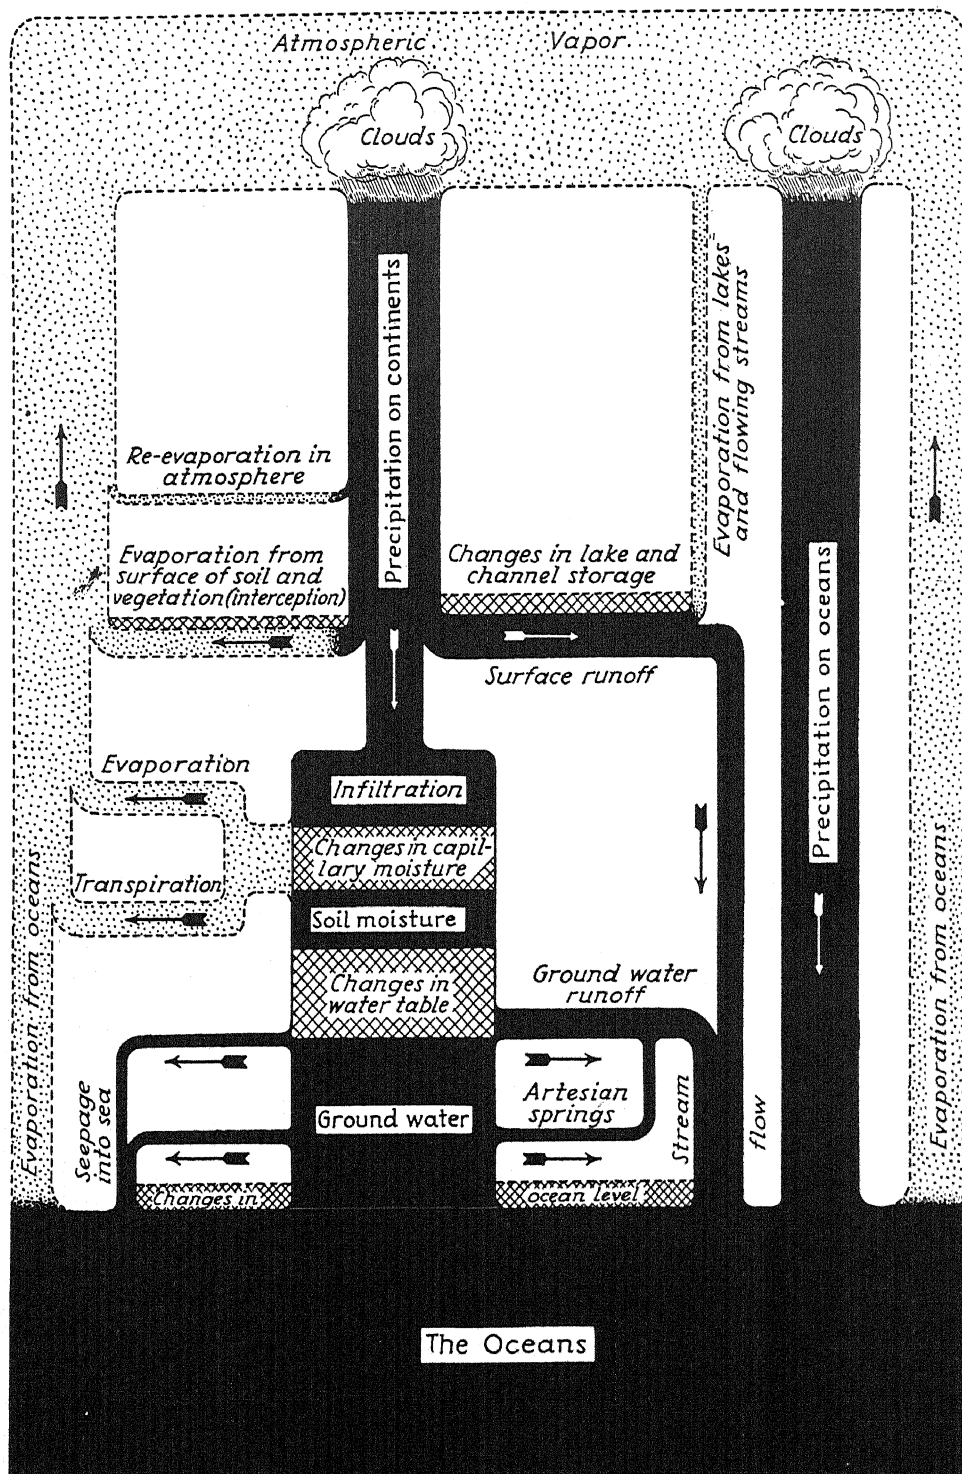 Atmospheric Vapor
Clouds
Clouds
Precipitation on continents
Evaporation from lakes
and flowing streams
Re-evaporation in
atmosphere
Evaporation from
surface of soil and
vegetation (interception)
Changes in lake and
channel storage
Precipitation on oceans
Surface runoff
Evaporation
Infiltration
Changes in capil-
lary moisture
Transpiration
Soil moisture
Evaporation from oceans
Changes in
water table
Ground water
runoff
Evaporation from oceans
Seepage
into sea
Ground water
Artesian
springs
Stream flow
Changes in ocean level
The Oceans